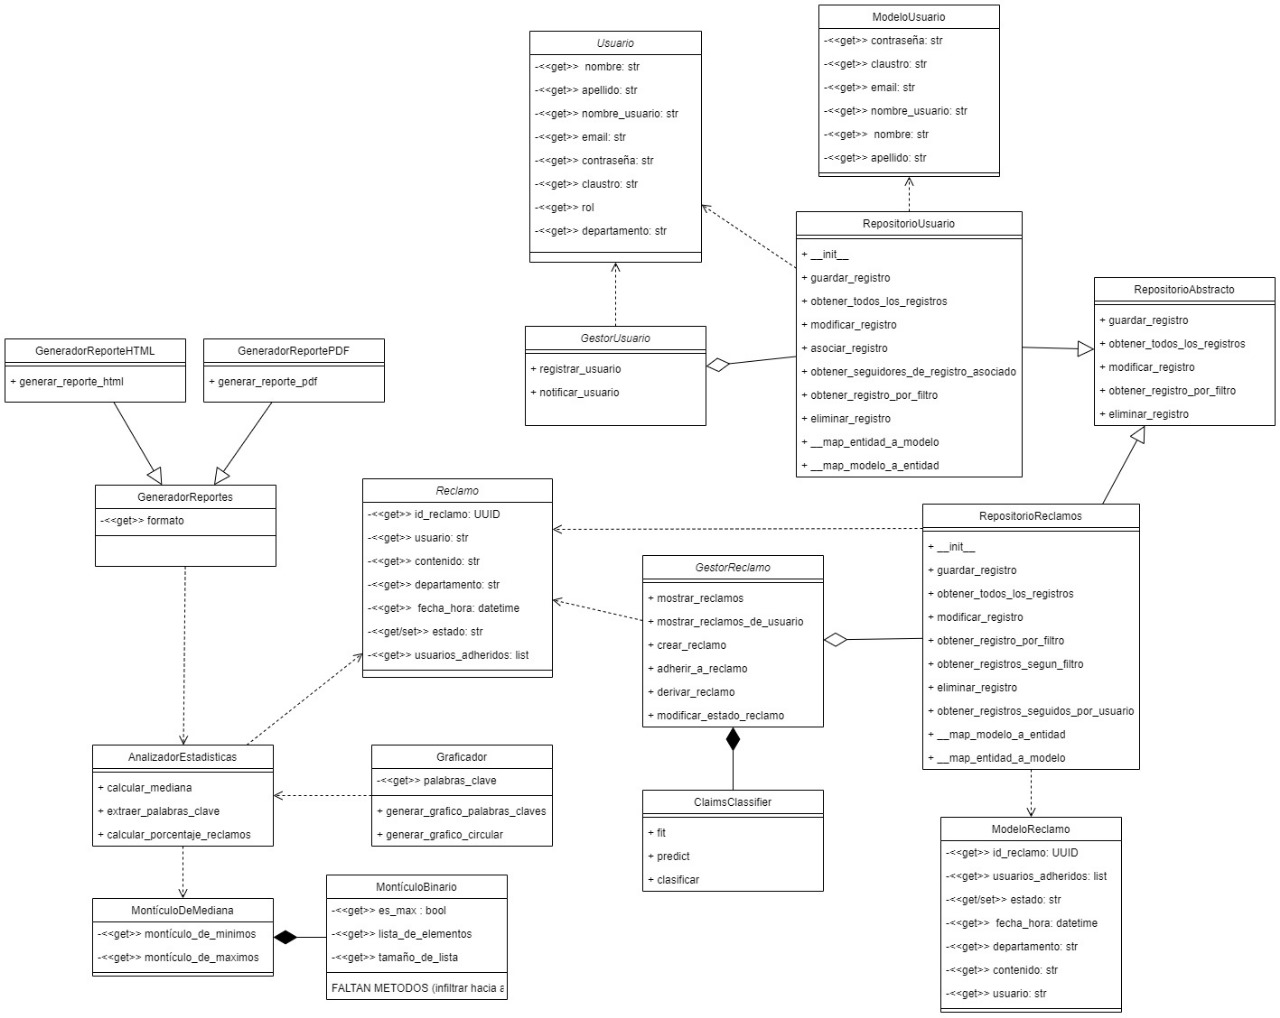 ModeloUsuario
-<<get>> contraseña: str
-<<get>> claustro: str
-<<get>> email: str
-<<get>> nombre_usuario: str
-<<get>> nombre: str
-<<get>> apellido: str
Usuario
-<<get>> nombre: str
-<<get>> apellido: str
-<<get>> nombre_usuario: str
-<<get>> email: str
-<<get>> contraseña: str
-<<get>> claustro: str
-<<get>> rol
-<<get>> departamento: str
RepositorioUsuario
+ __init__
+ guardar_registro
+ obtener_todos_los_registros
+ modificar_registro
+ asociar_registro
+ obtener_seguidores_de_registro_asociado
+ obtener_registro_por_filtro
+ eliminar_registro
+ __map_entidad_a_modelo
+ __map_modelo_a_entidad
RepositorioAbstracto
+ guardar_registro
+ obtener_todos_los_registros
+ modificar_registro
+ obtener_registro_por_filtro
+ eliminar_registro
GestorUsuario
+ registrar_usuario
+ notificar_usuario
GeneradorReporteHTML
+ generar_reporte_html
GeneradorReportePDF
+ generar_reporte_pdf
GeneradorReportes
-<<get>> formato
Reclamo
-<<get>> id_reclamo: UUID
-<<get>> usuario: str
-<<get>> contenido: str
-<<get>> departamento: str
-<<get>> fecha_hora: datetime
-<<get/set>> estado: str
-<<get>> usuarios_adheridos: list
GestorReclamo
+ mostrar_reclamos
+ mostrar_reclamos_de_usuario
+ crear_reclamo
+ adherir_a_reclamo
+ derivar_reclamo
+ modificar_estado_reclamo
RepositorioReclamos
+ __init__
+ guardar_registro
+ obtener_todos_los_registros
+ modificar_registro
+ obtener_registro_por_filtro
+ obtener_registros_segun_filtro
+ eliminar_registro
+ obtener_registros_seguidos_por_usuario
+ __map_modelo_a_entidad
+ __map_entidad_a_modelo
AnalizadorEstadisticas
+ calcular_mediana
+ extraer_palabras_clave
+ calcular_porcentaje_reclamos
Graficador
-<<get>> palabras_clave
+ generar_grafico_palabras_claves
+ generar_grafico_circular
ClaimsClassifier
+ fit
+ predict
+ clasificar
ModeloReclamo
-<<get>> id_reclamo: UUID
-<<get>> usuarios_adheridos: list
-<<get/set>> estado: str
-<<get>> fecha_hora: datetime
-<<get>> departamento: str
-<<get>> contenido: str
-<<get>> usuario: str
MontículoDeMediana
-<<get>> montículo_de_minimos
-<<get>> montículo_de_maximos
MontículoBinario
-<<get>> es_max : bool
-<<get>> lista_de_elementos
-<<get>> tamaño_de_lista
FALTAN METODOS (infiltrar hacia a